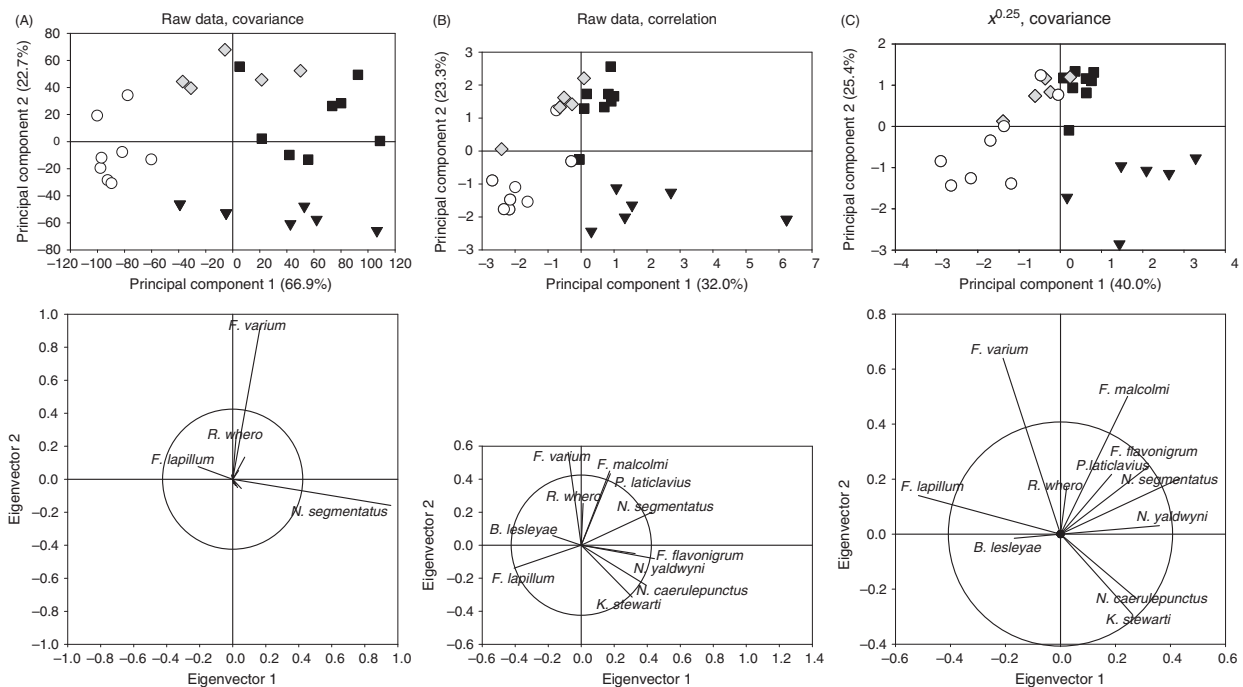 (A)
Raw data, covariance
Principal component 2 (22.7%)
80
60
40
20
0
−20
−40
−60
−80
−120
−100
−80
−60
−40
−20
0
20
40
60
80
100
120
Principal component 1 (66.9%)
(B)
Raw data, correlation
Principal component 2 (23.3%)
3
2
1
0
−1
−2
−3
−3
−2
−1
0
1
2
3
4
5
6
7
Principal component 1 (32.0%)
(C)
x^0.25, covariance
Principal component 2 (25.4%)
2
1
0
−1
−2
−3
−4
−3
−2
−1
0
1
2
3
4
Principal component 1 (40.0%)
Eigenvector 2
1.0
0.8
0.6
0.4
0.2
0.0
−0.2
−0.4
−0.6
−0.8
−1.0
F. varium
R. whero
F. lapillum
N. segmentatus
−1.0
−0.8
−0.6
−0.4
−0.2
0.0
0.2
0.4
0.6
0.8
1.0
Eigenvector 1
Eigenvector 2
0.6
0.4
0.2
0.0
−0.2
−0.4
−0.6
F. varium
F. malcolmi
P. laticlavius
R. whero
N. segmentatus
B. lesleyae
F. flavonigrum
N. yaldwyni
F. lapillum
N. caerulepunctus
K. stewarti
−0.6
−0.4
−0.2
0.0
0.2
0.4
0.6
0.8
1.0
1.2
1.4
Eigenvector 1
Eigenvector 2
0.8
0.6
0.4
0.2
0.0
−0.2
−0.4
F. varium
F. malcolmi
F. flavonigrum
P.laticlavius
N. segmentatus
R. whero
F. lapillum
N. yaldwyni
B. lesleyae
N. caerulepunctus
K. stewarti
−0.6
−0.4
−0.2
0.0
0.2
0.4
0.6
Eigenvector 1